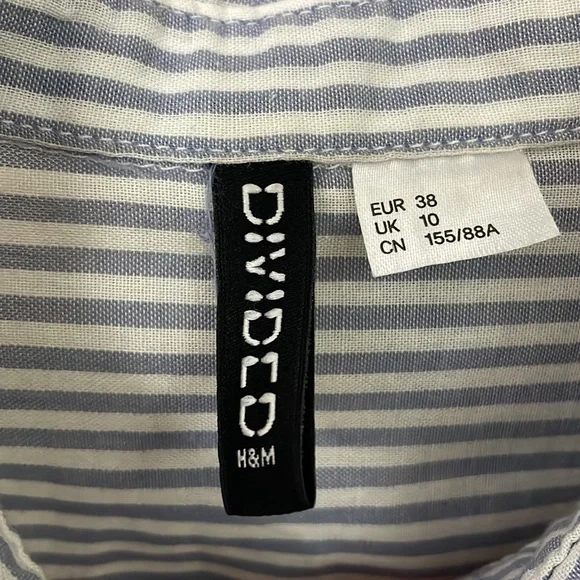 DIVIDED
H&M
EUR 38
UK 10
CN 155/88A